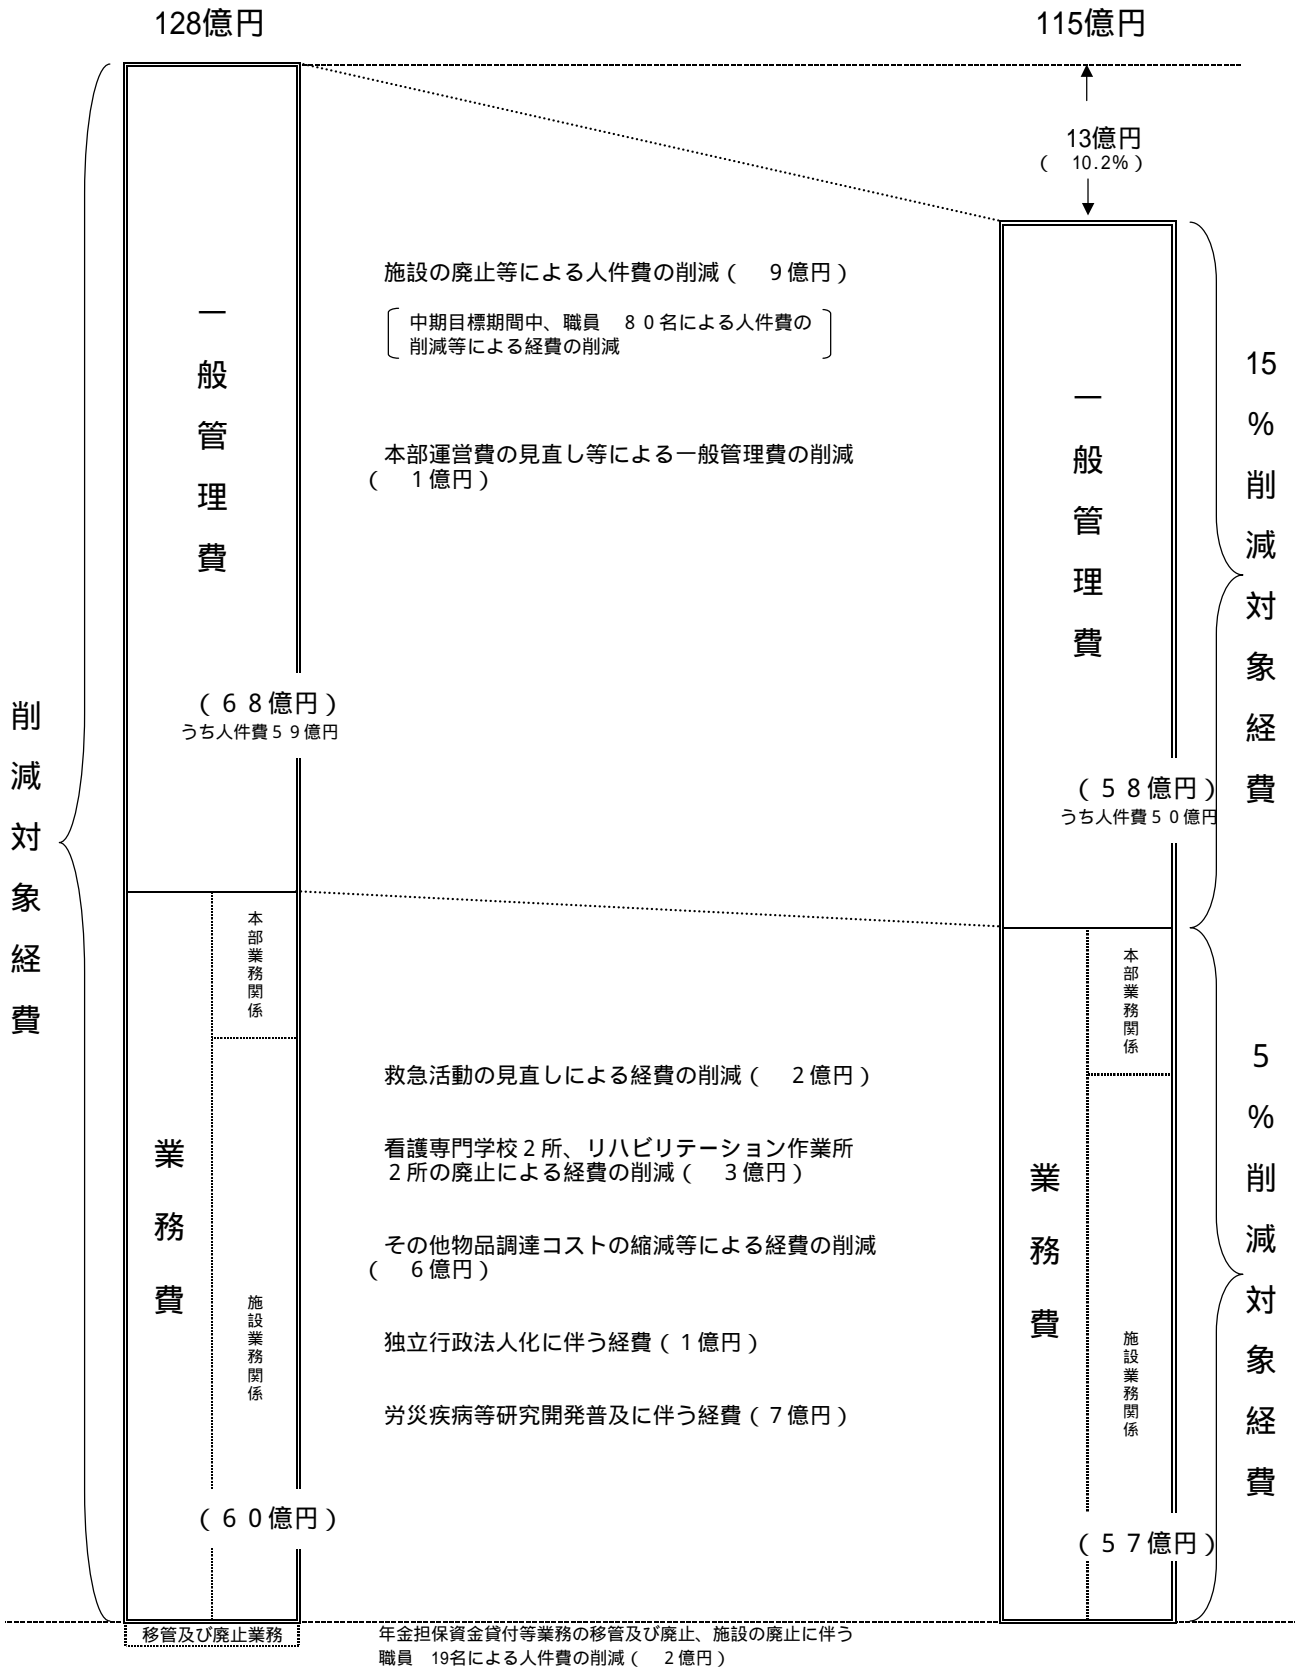 128億円
115億円
13億円
( 10.2% )
施設の廃止等による人件費の削減( 9億円)
中期目標期間中、職員 80名による人件費の
削減等による経費の削減
本部運営費の見直し等による一般管理費の削減
( 1億円)
一般管理費
(68億円)
うち人件費59億円
一般管理費
(58億円)
うち人件費50億円
15%削減対象経費
削減対象経費
本部業務関係
業務費
施設業務関係
(60億円)
救急活動の見直しによる経費の削減( 2億円)
看護専門学校2所、リハビリテーション作業所
2所の廃止による経費の削減( 3億円)
その他物品調達コストの縮減等による経費の削減
( 6億円)
独立行政法人化に伴う経費(1億円)
労災疾病等研究開発普及に伴う経費(7億円)
本部業務関係
業務費
施設業務関係
(57億円)
5%削減対象経費
移管及び廃止業務
年金担保資金貸付等業務の移管及び廃止、施設の廃止に伴う
職員 19名による人件費の削減( 2億円)